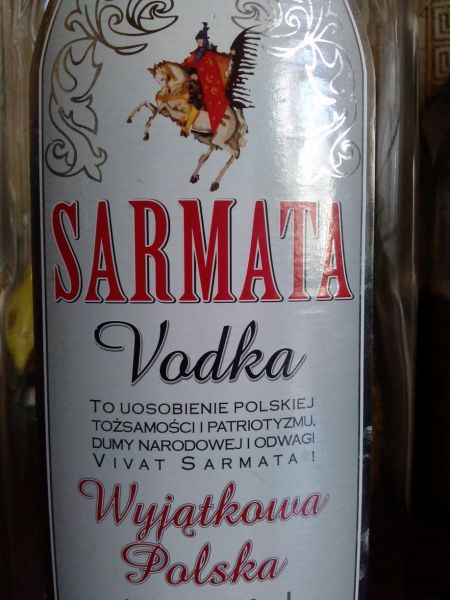 SARMATA
Vodka
TO UOSOBIENIE POLSKIEJ
TOŻSAMOŚCI I PATRIOTYZMU,
DUMY NARODOWEJ I ODWAGI
VIVAT SARMATA !
Wyjątkowa
Polska